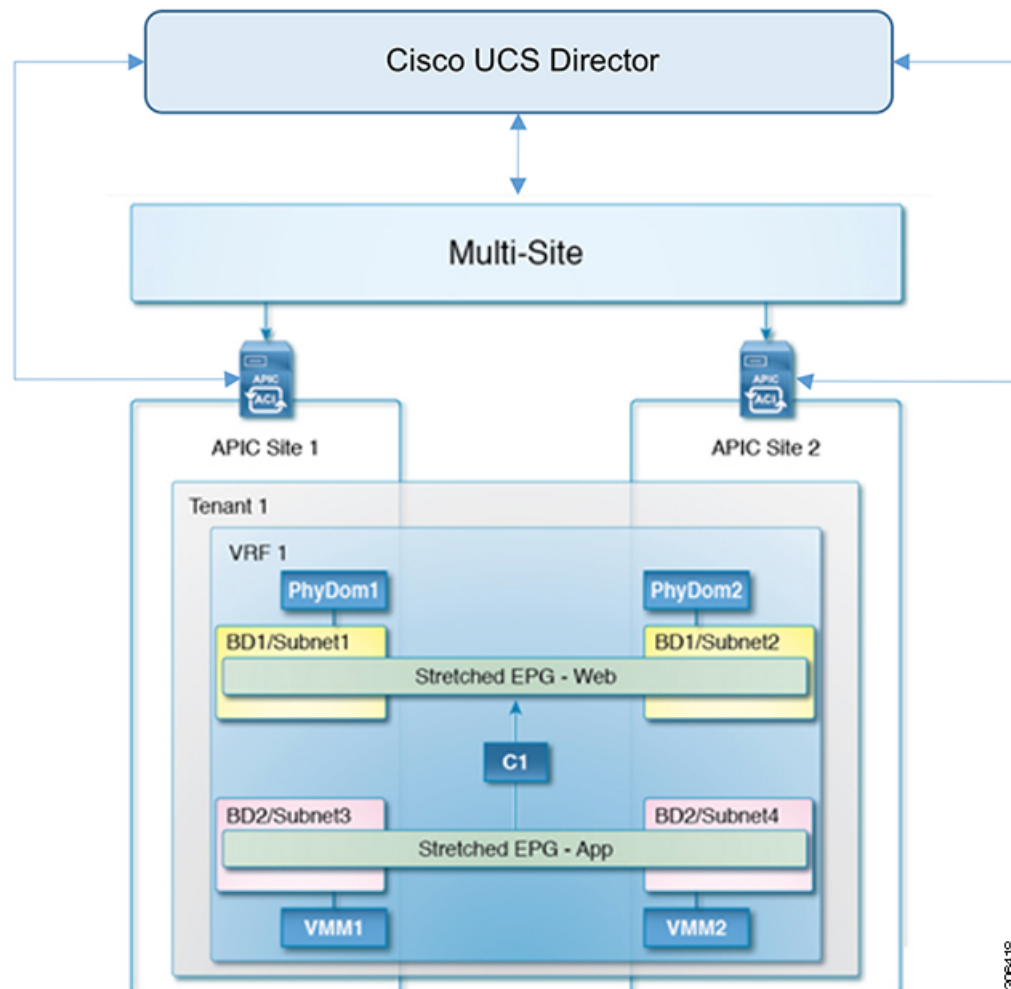 Cisco UCS Director
Multi-Site
APIC
ACI
APIC
ACI
APIC Site 1
APIC Site 2
Tenant 1
VRF 1
PhyDom1
PhyDom2
BD1/Subnet1
BD1/Subnet2
Stretched EPG - Web
C1
BD2/Subnet3
BD2/Subnet4
Stretched EPG - App
VMM1
VMM2
306418